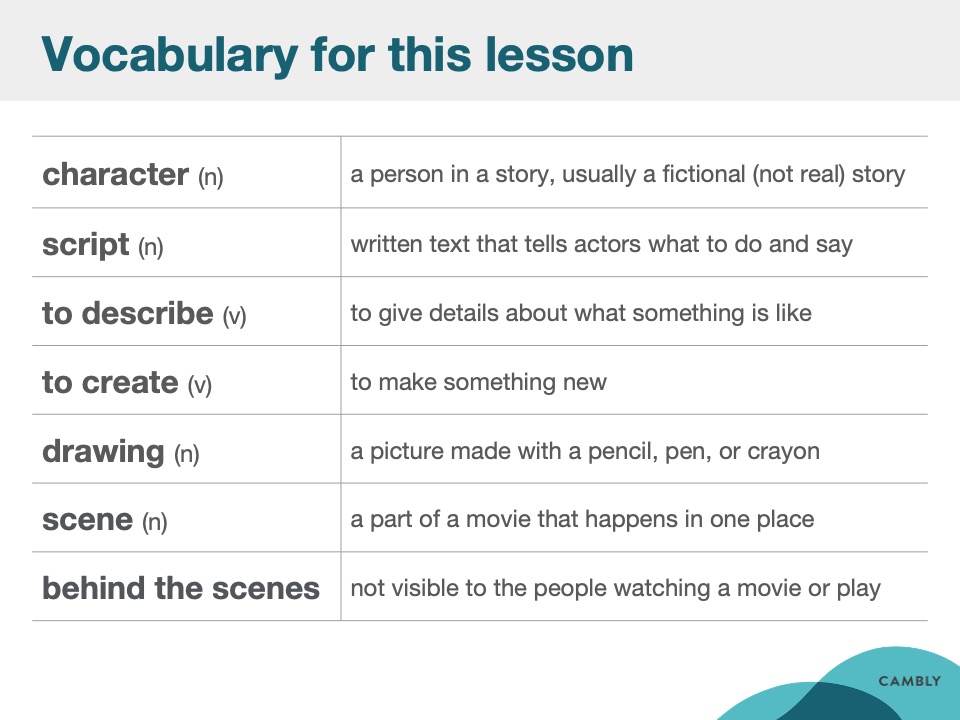 Vocabulary for this lesson
character (n)
a person in a story, usually a fictional (not real) story
script (n)
written text that tells actors what to do and say
to describe (v)
to give details about what something is like
to create (v)
to make something new
drawing (n)
a picture made with a pencil, pen, or crayon
scene (n)
a part of a movie that happens in one place
behind the scenes
not visible to the people watching a movie or play
CAMBLY